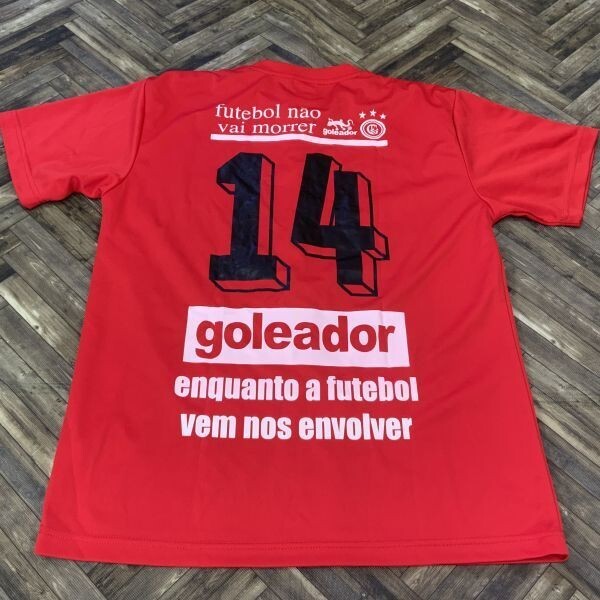 futebol nao
vai morrer goleador
14
goleador
enquanto a futebol
vem nos envolver